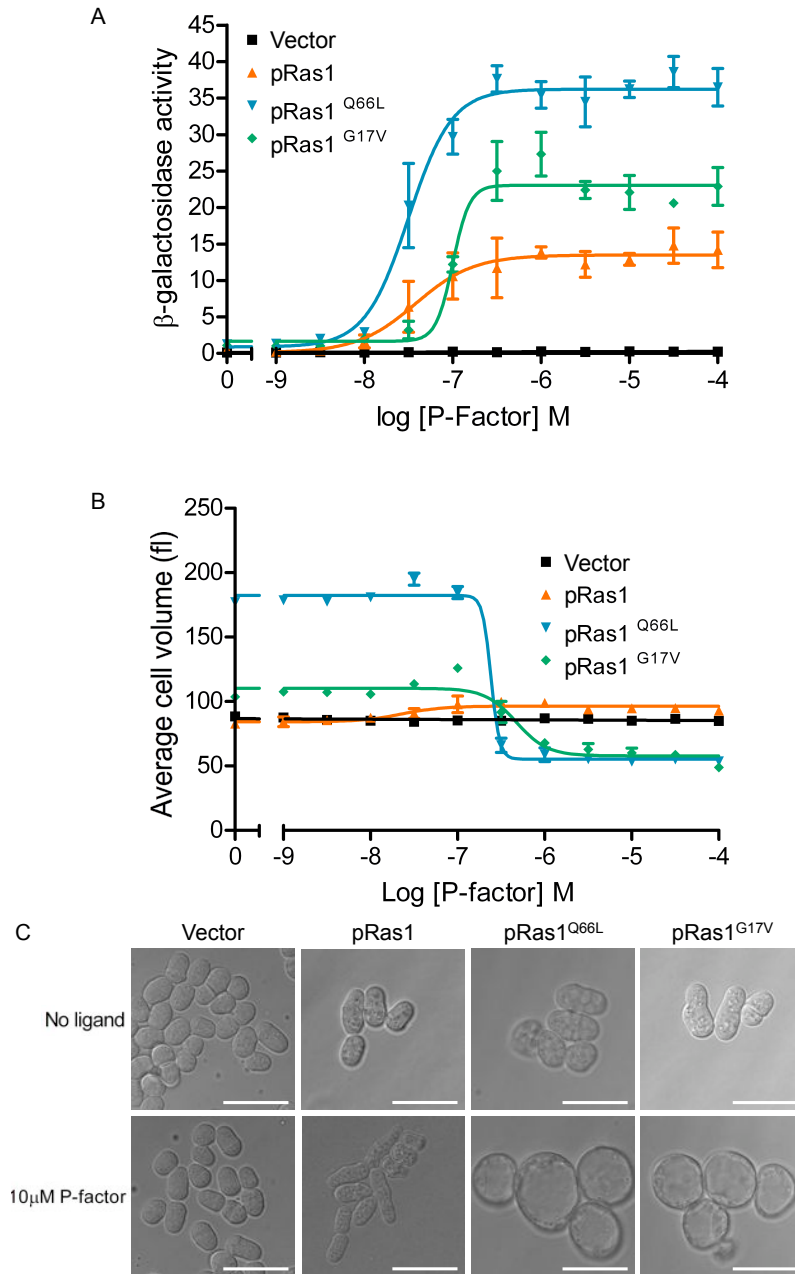 A
Vector
pRas1
pRas1 Q66L
pRas1 G17V
β-galactosidase activity
45
40
35
30
25
20
15
10
5
0
0 -9 -8 -7 -6 -5 -4
log [P-Factor] M
B
Average cell volume (fl)
250
200
150
100
50
0
Vector
pRas1
pRas1 Q66L
pRas1 G17V
0 -9 -8 -7 -6 -5 -4
Log [P-factor] M
C
Vector pRas1 pRas1Q66L pRas1G17V
No ligand
10μM P-factor